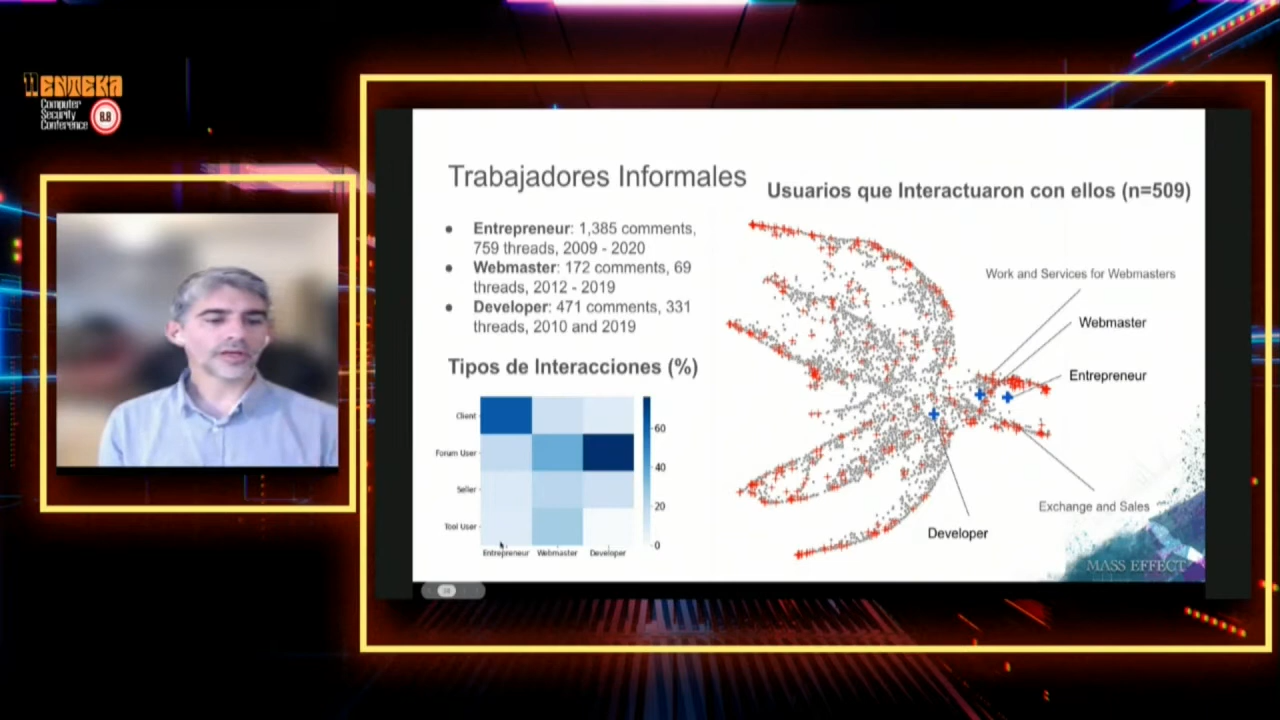 11ENTEKA
Computer
Security
Conference
8.8
Trabajadores Informales
Usuarios que Interactuaron con ellos (n=509)
Entrepreneur: 1,385 comments,
759 threads, 2009 - 2020
Webmaster: 172 comments, 69
threads, 2012 - 2019
Developer: 471 comments, 331
threads, 2010 and 2019
Tipos de Interacciones (%)
Client
Forum User
Seller
Tool User
Entrepreneur
Webmaster
Developer
60
40
20
0
Work and Services for Webmasters
Webmaster
Entrepreneur
Exchange and Sales
Developer
MASS EFFECT